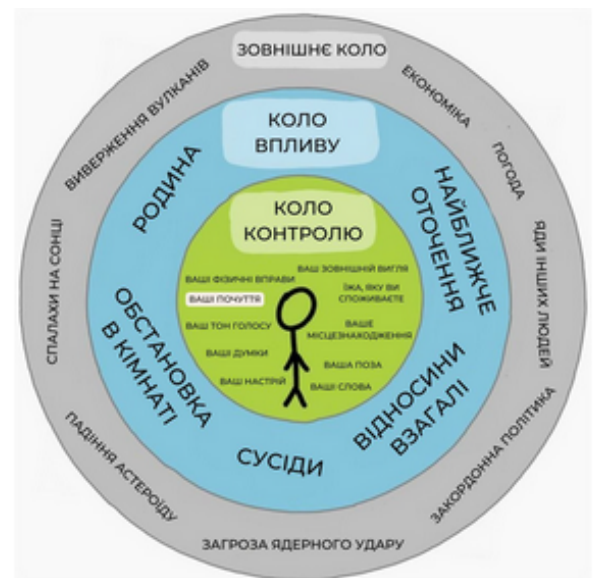 ЗОВНІШНЄ КОЛО
ЕКОНОМІКА
ПОГОДА
ЯДИ ІНШИХ ЛЮДЕЙ
ЗАКОРДОННА ПОЛІТИКА
ЗАГРОЗА ЯДЕРНОГО УДАРУ
ПАДІННЯ АСТЕРОЇДУ
СПАЛАХИ НА СОНЦІ
ВИВЕРЖЕННЯ ВУЛКАНІВ
КОЛО
ВПЛИВУ
НАЙБЛИЖЧЕ
ОТОЧЕННЯ
ВІДНОСИНИ
ВЗАГАЛІ
СУСІДИ
ОБСТАНОВКА
В КІМНАТІ
РОДИНА
КОЛО
КОНТРОЛЮ
ВАШІ ФІЗИЧНІ ВПРАВИ
ВАШІ ПОЧУТТЯ
ВАШ ТОН ГОЛОСУ
ВАШІ ДУМКИ
ВАШ НАСТРІЙ
ВАШ ЗОВНІШНІЙ ВИГЛЯ
ЇЖА, ЯКУ ВИ
СПОЖИВАЄТЕ
ВАШЕ
МІСЦЕЗНАХОДЖЕННЯ
ВАША ПОЗА
ВАШІ СЛОВА